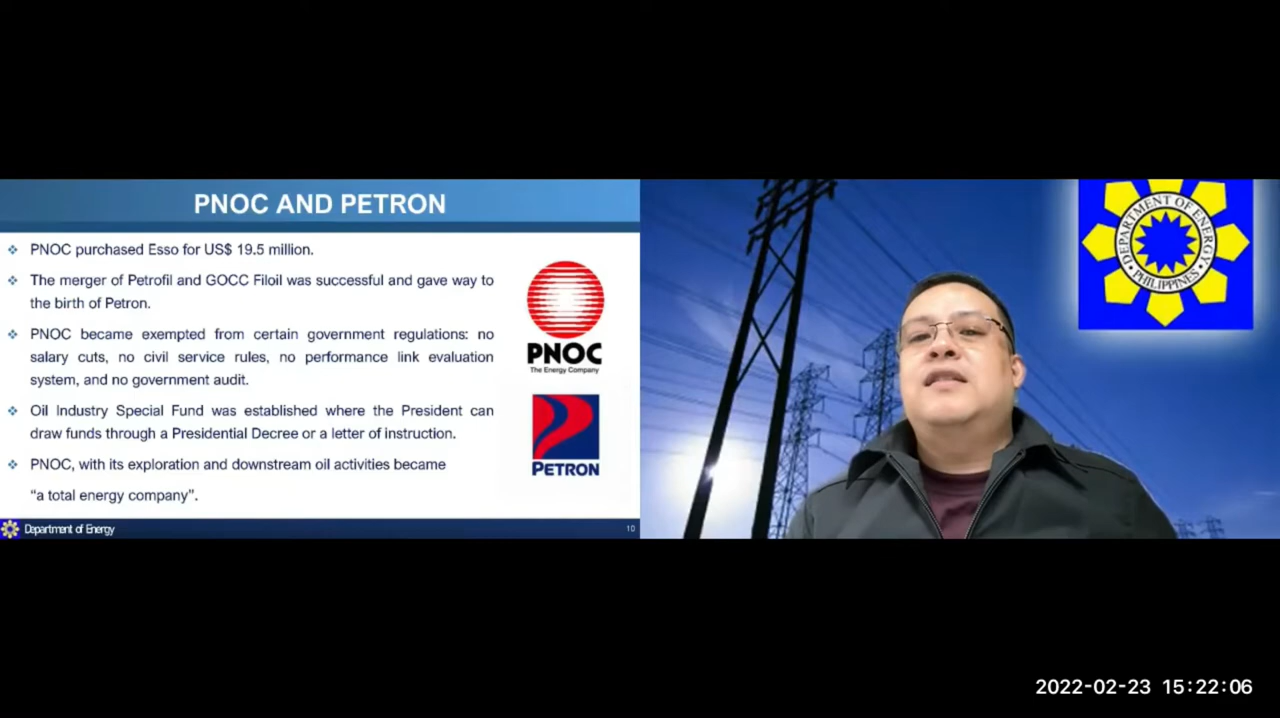 PNOC AND PETRON
❖ PNOC purchased Esso for US$ 19.5 million.
❖ The merger of Petrofil and GOCC Filoil was successful and gave way to
the birth of Petron.
❖ PNOC became exempted from certain government regulations: no
salary cuts, no civil service rules, no performance link evaluation
system, and no government audit.
❖ Oil Industry Special Fund was established where the President can
draw funds through a Presidential Decree or a letter of instruction.
❖ PNOC, with its exploration and downstream oil activities became
“a total energy company”.
PNOC
The Energy Company
PETRON
Department of Energy
10
DEPARTMENT OF ENERGY
PHILIPPINES
2022-02-23 15:22:06